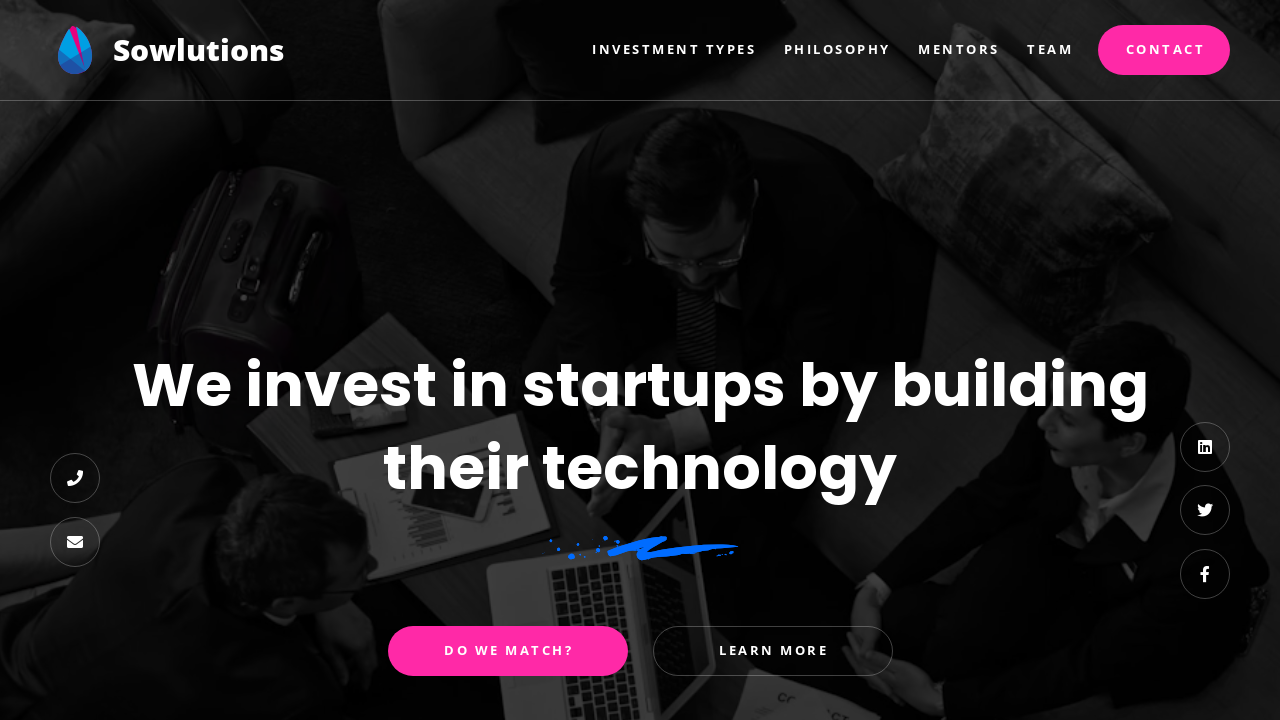 Sowlutions
INVESTMENT TYPES
PHILOSOPHY
MENTORS
TEAM
CONTACT
We invest in startups by building
their technology
DO WE MATCH?
LEARN MORE